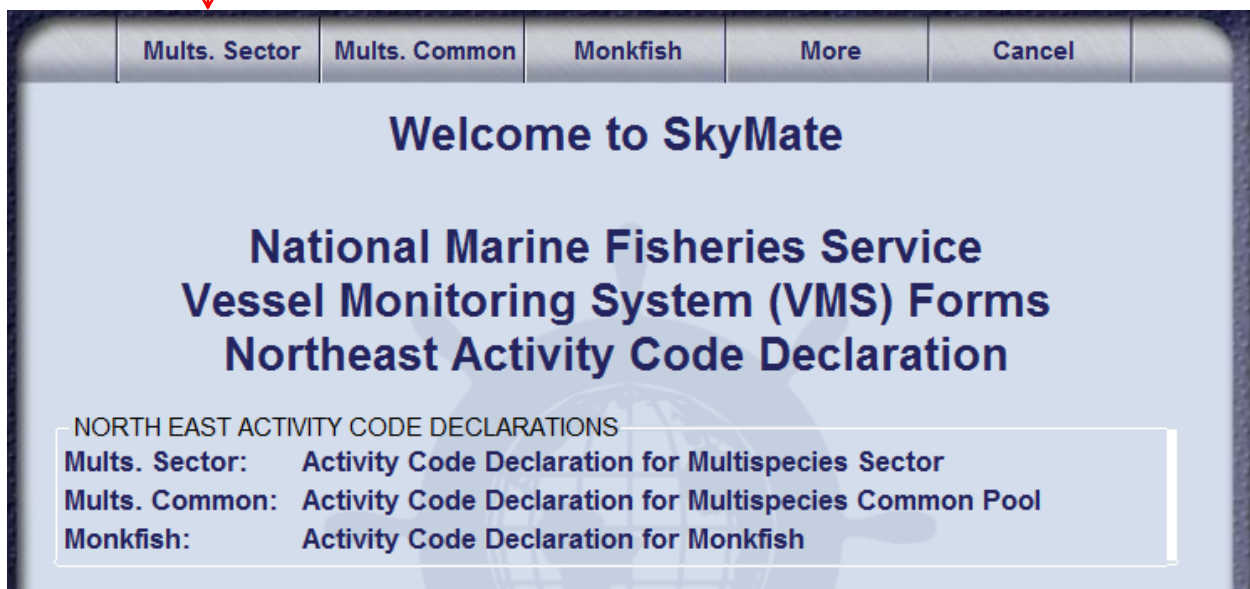 Mults. Sector Mults. Common Monkfish More Cancel
Welcome to SkyMate
National Marine Fisheries Service
Vessel Monitoring System (VMS) Forms
Northeast Activity Code Declaration
NORTH EAST ACTIVITY CODE DECLARATIONS
Mults. Sector: Activity Code Declaration for Multispecies Sector
Mults. Common: Activity Code Declaration for Multispecies Common Pool
Monkfish: Activity Code Declaration for Monkfish